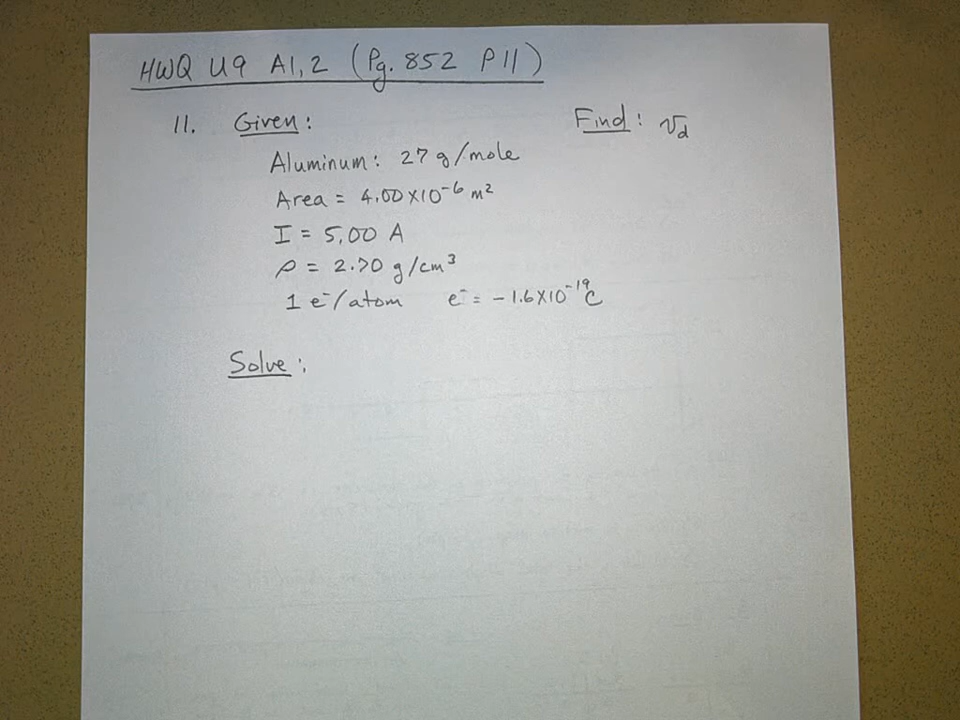 HWQ U9 A1,2 (Pg. 852 P11)
11. Given: Find: v_d
Aluminum: 27 g/mole
Area = 4.00×10⁻⁶ m²
I = 5.00 A
ρ = 2.70 g/cm³
1 e⁻/atom e⁻ = -1.6×10⁻¹⁹ C
Solve: